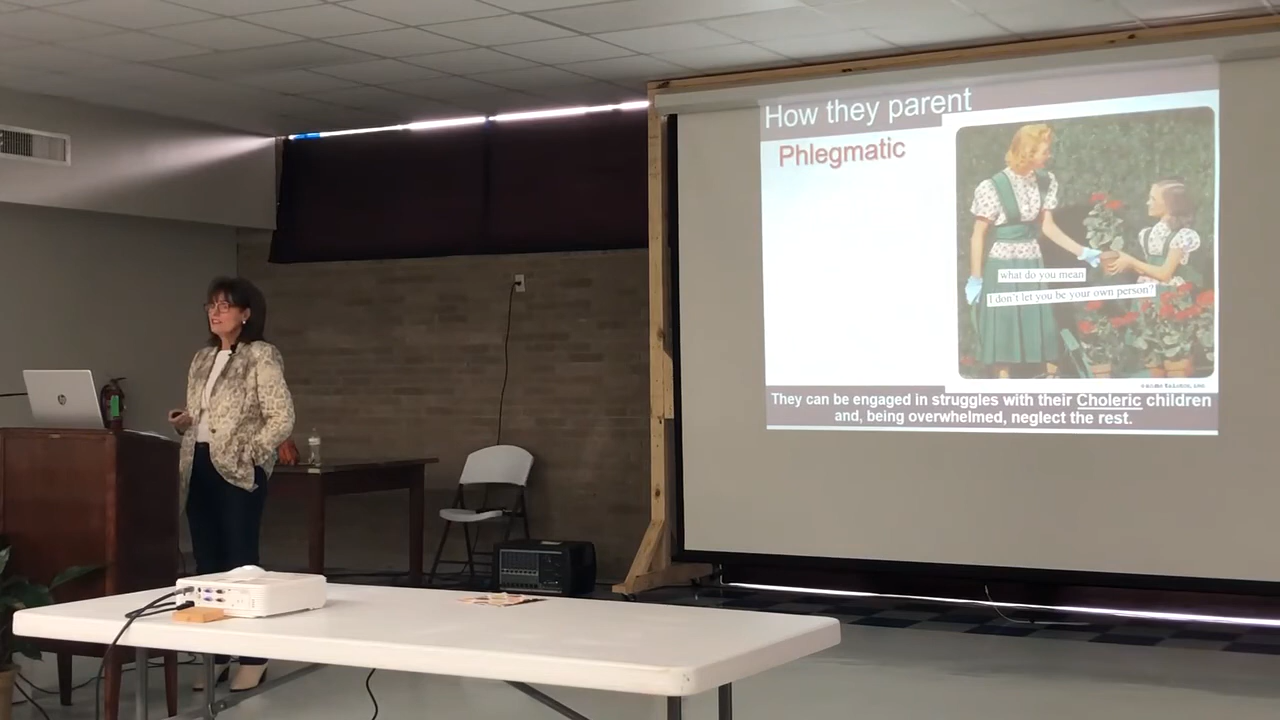 How they parent
Phlegmatic
what do you mean
I don't let you be your own person?
They can be engaged in struggles with their Choleric children
and, being overwhelmed, neglect the rest.
hp